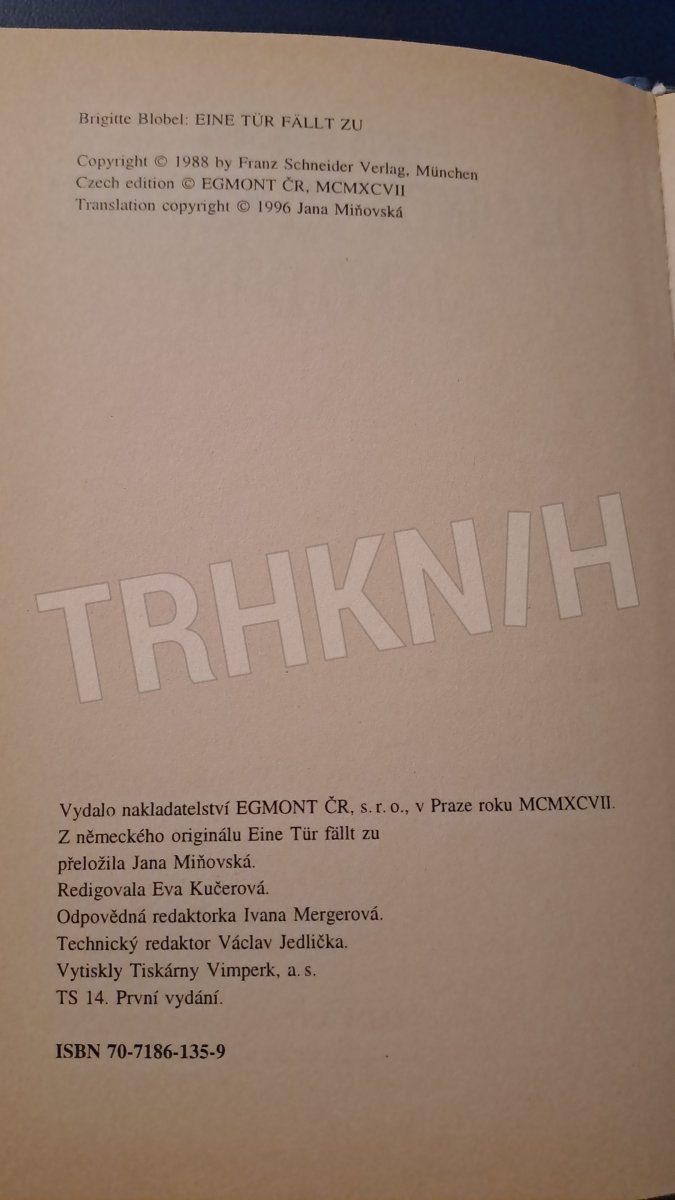 Brigitte Blobel: EINE TÜR FÄLLT ZU
Copyright © 1988 by Franz Schneider Verlag, München
Czech edition © EGMONT ČR, MCMXCVII
Translation copyright © 1996 Jana Miňovská
TRHKNIH
Vydalo nakladatelství EGMONT ČR, s. r. o., v Praze roku MCMXCVII.
Z německého originálu Eine Tür fällt zu
přeložila Jana Miňovská.
Redigovala Eva Kučerová.
Odpovědná redaktorka Ivana Mergerová.
Technický redaktor Václav Jedlička.
Vytiskly Tiskárny Vimperk, a. s.
TS 14. První vydání.
ISBN 70-7186-135-9